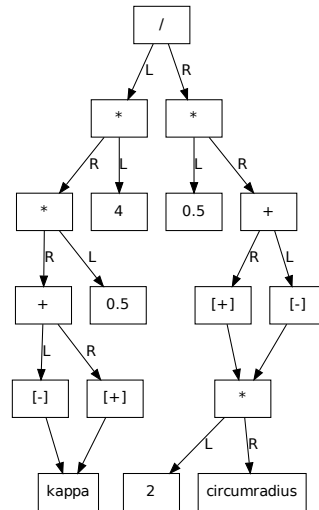 /
L R
* *
R L L R
* 4 0.5 +
R L R L
+ 0.5 [+] [-]
L R
[-] [+] *
L R
kappa 2 circumradius